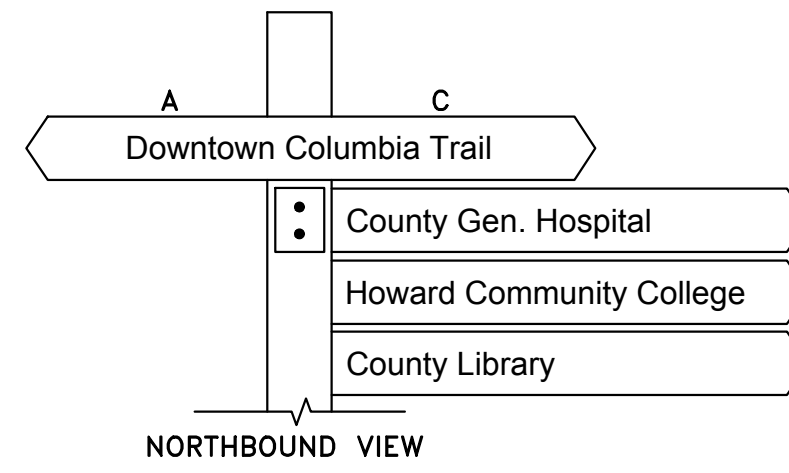 A C
Downtown Columbia Trail
County Gen. Hospital
Howard Community College
County Library
NORTHBOUND VIEW